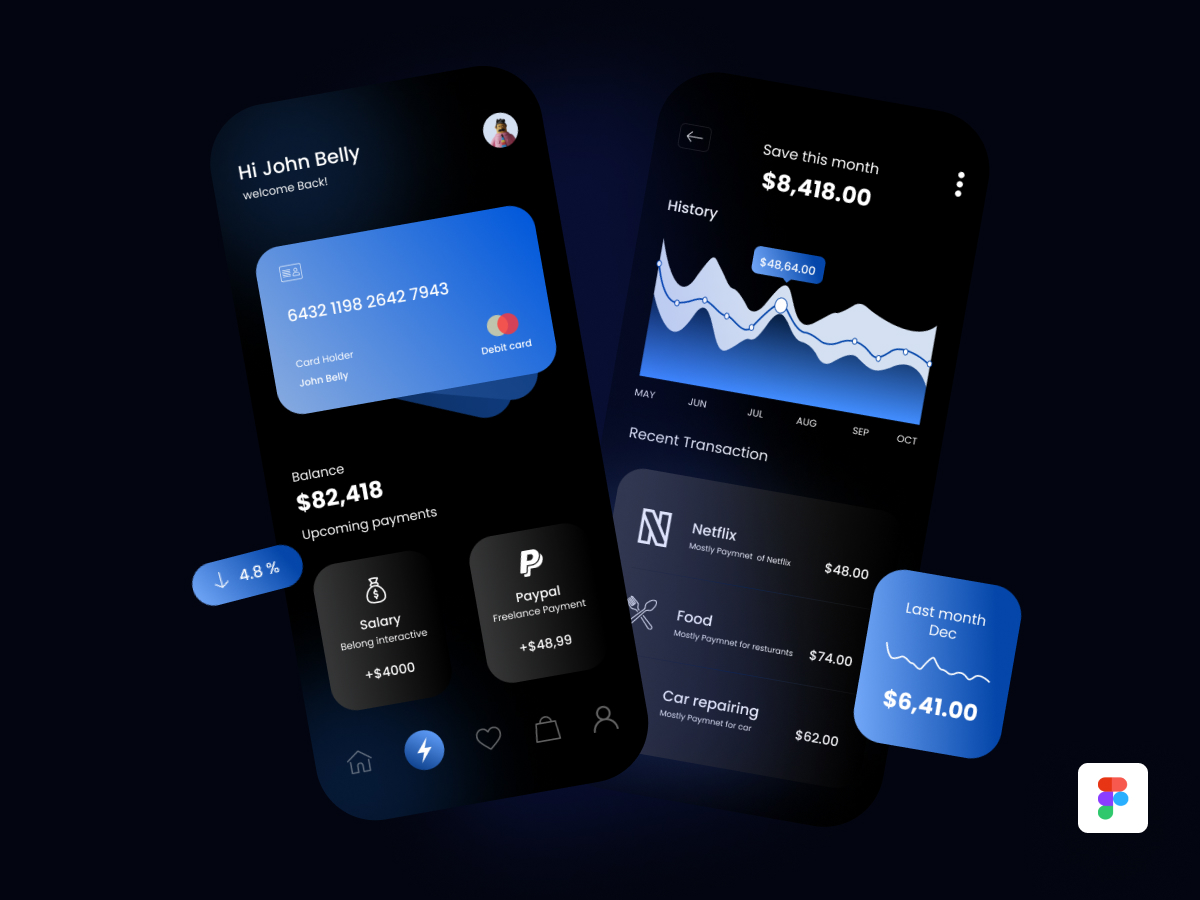 Hi John Belly
welcome Back!
6432 1198 2642 7943
Card Holder
John Belly
Debit card
Balance
$82,418
Upcoming payments
4.8 %
Salary
Belong interactive
+$4000
Paypal
Freelance Payment
+$48,99
Save this month
$8,418.00
History
$48,64.00
MAY JUN JUL AUG SEP OCT
Recent Transaction
Netflix
Mostly Paymnet of Netflix
$48.00
Food
Mostly Paymnet for resturants
$74.00
Car repairing
Mostly Paymnet for car
$62.00
Last month
Dec
$6,41.00